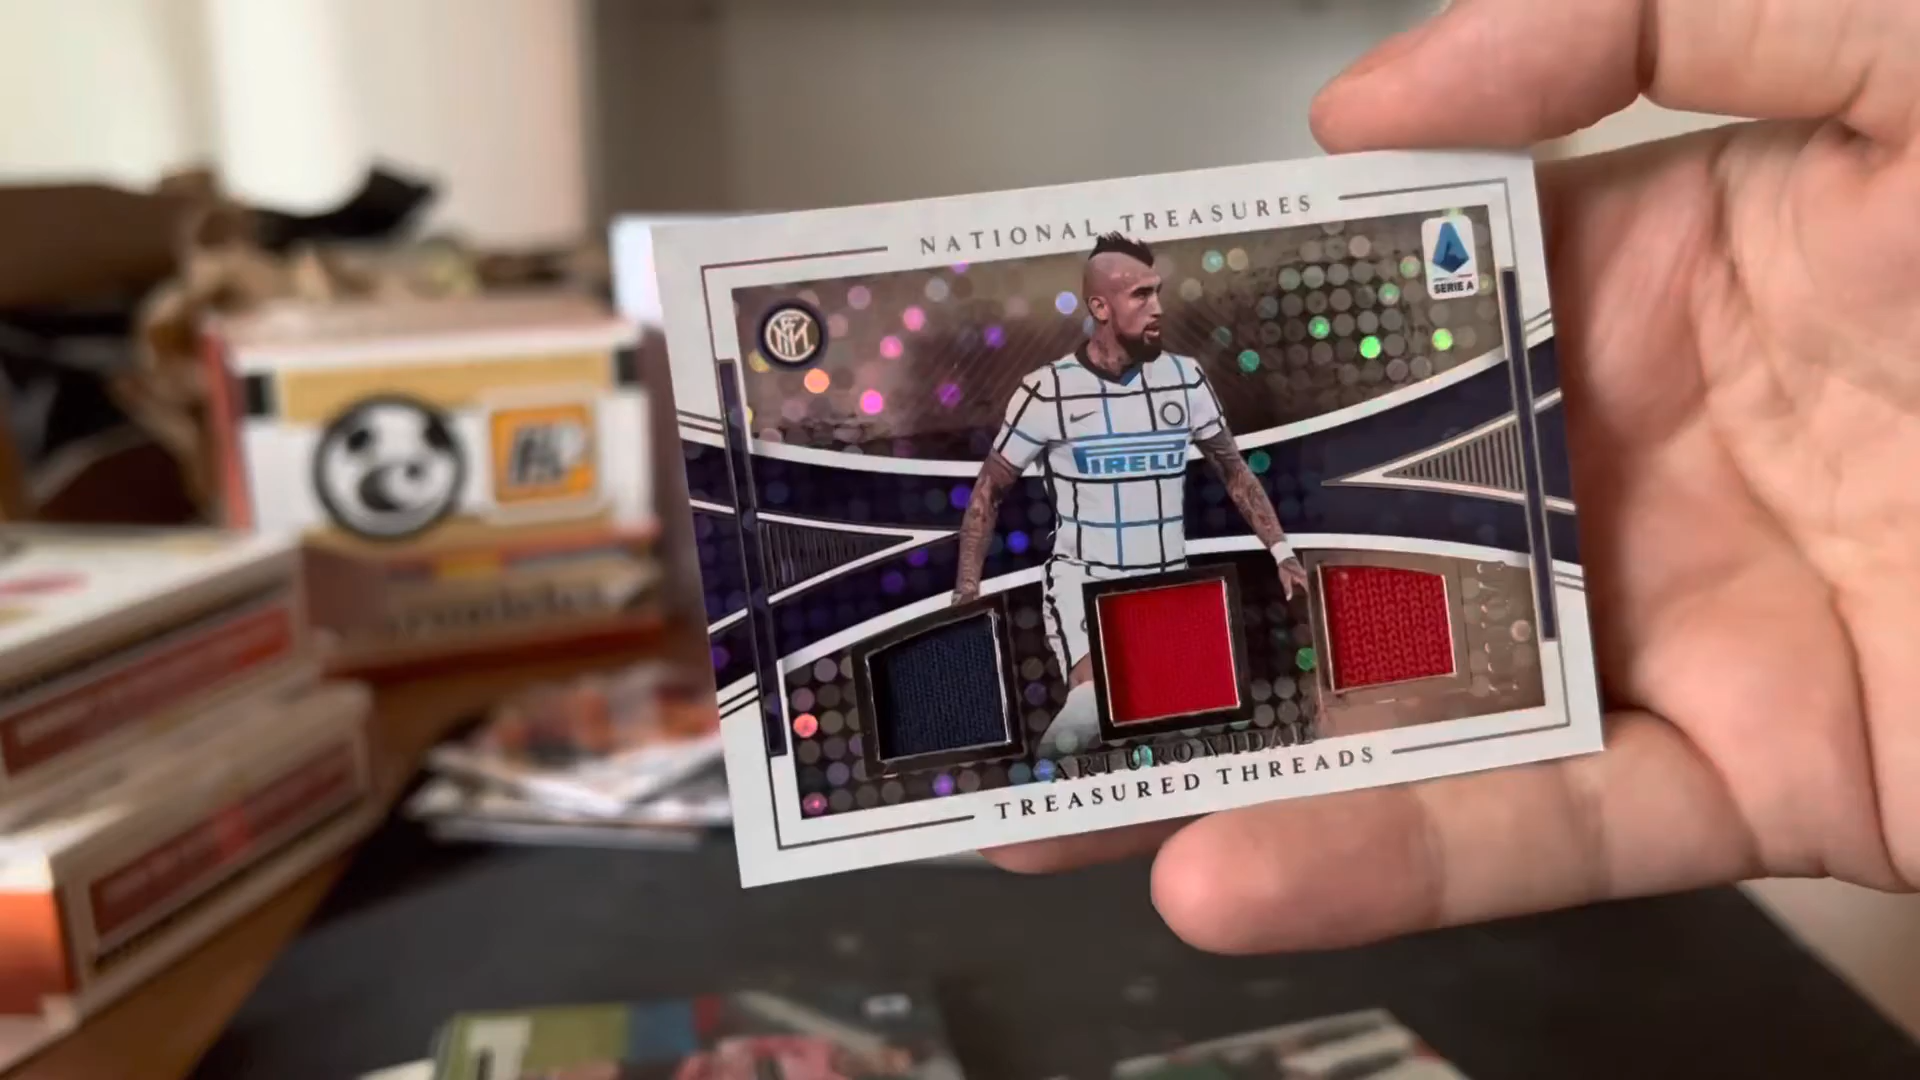 NATIONAL TREASURES
SERIE A
PIRELLI
ARTURO VIDAL
TREASURED THREADS